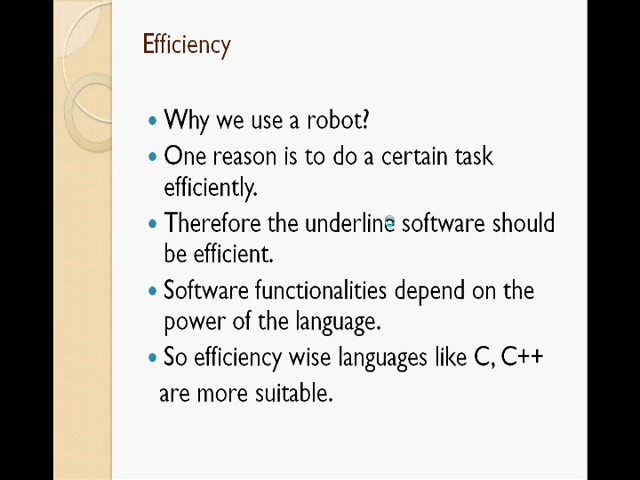 Efficiency
• Why we use a robot?
• One reason is to do a certain task
efficiently.
• Therefore the underline software should
be efficient.
• Software functionalities depend on the
power of the language.
• So efficiency wise languages like C, C++
are more suitable.